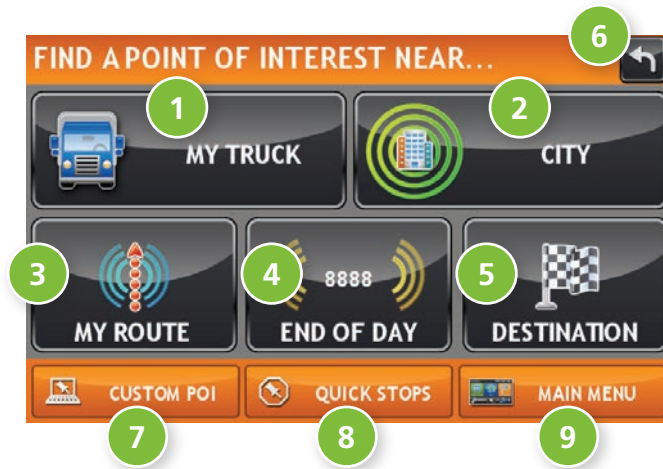 FIND A POINT OF INTEREST NEAR...
6
1
2
MY TRUCK
CITY
3
4
5
8888
MY ROUTE
END OF DAY
DESTINATION
CUSTOM POI
QUICK STOPS
MAIN MENU
7
8
9